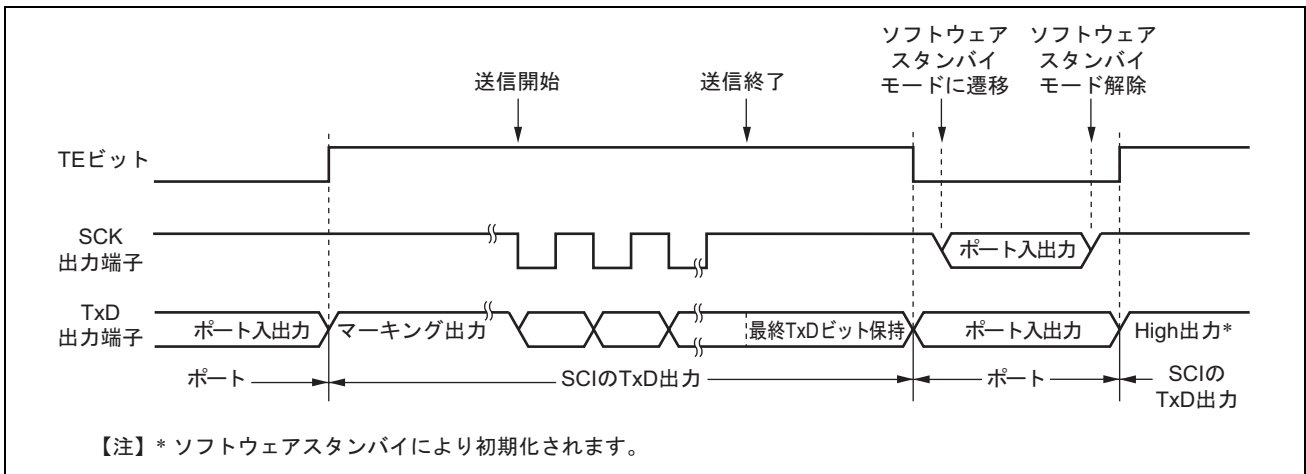 ソフトウェア
スタンバイ
モードに遷移
ソフトウェア
スタンバイ
モード解除
送信開始
送信終了
TEビット
SCK
出力端子
ポート入出力
TxD
出力端子
ポート入出力
マーキング出力
最終TxDビット保持
ポート入出力
High出力*
ポート
SCIのTxD出力
ポート
SCIの
TxD出力
【注】* ソフトウェアスタンバイにより初期化されます。